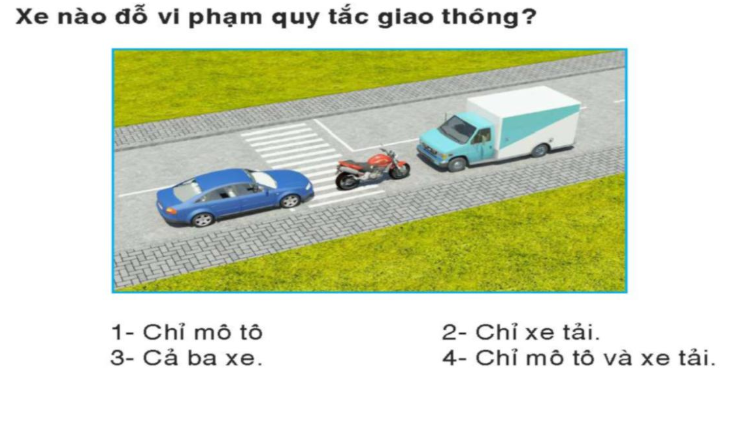 Xe nào đỗ vi phạm quy tắc giao thông?
1- Chỉ mô tô
2- Chỉ xe tải.
3- Cả ba xe.
4- Chỉ mô tô và xe tải.